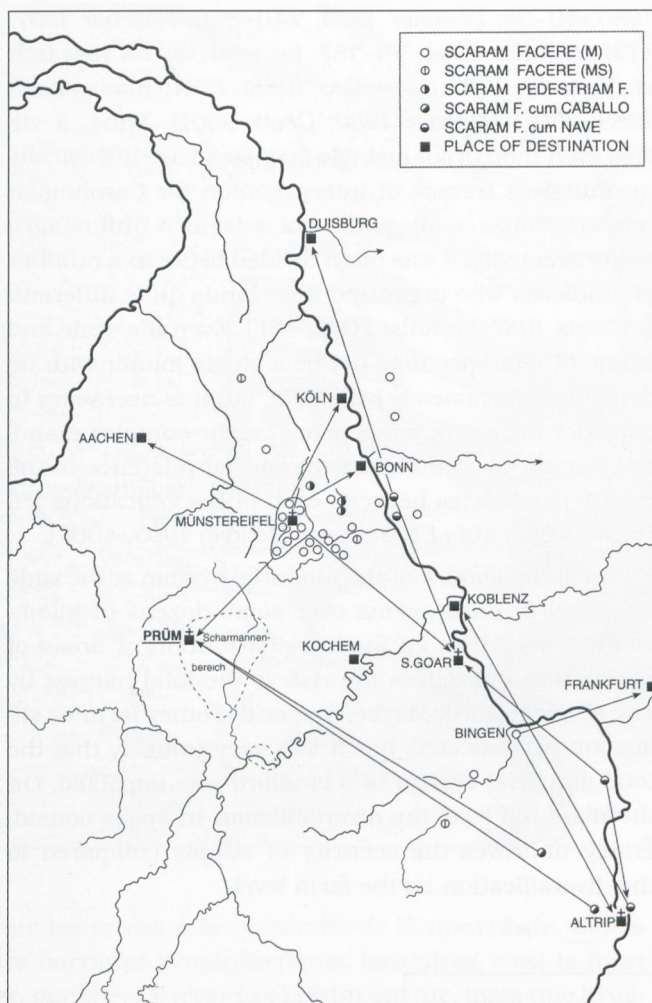 SCARAM FACERE (M)
SCARAM FACERE (MS)
SCARAM PEDESTRIAM F.
SCARAM F. cum CABALLO
SCARAM F. cum NAVE
PLACE OF DESTINATION
DUISBURG
KÖLN
AACHEN
BONN
MÜNSTEREIFEL
KOBLENZ
PRÜM
Scharmannen
KOCHEM
bereich
S.GOAR
FRANKFURT
BINGEN
ALTRIP